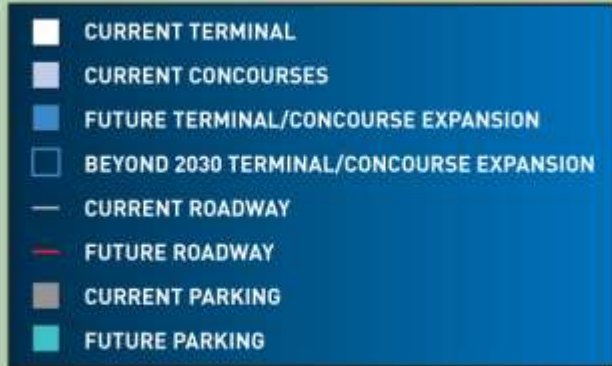 CURRENT TERMINAL
CURRENT CONCOURSES
FUTURE TERMINAL/CONCOURSE EXPANSION
BEYOND 2030 TERMINAL/CONCOURSE EXPANSION
CURRENT ROADWAY
FUTURE ROADWAY
CURRENT PARKING
FUTURE PARKING